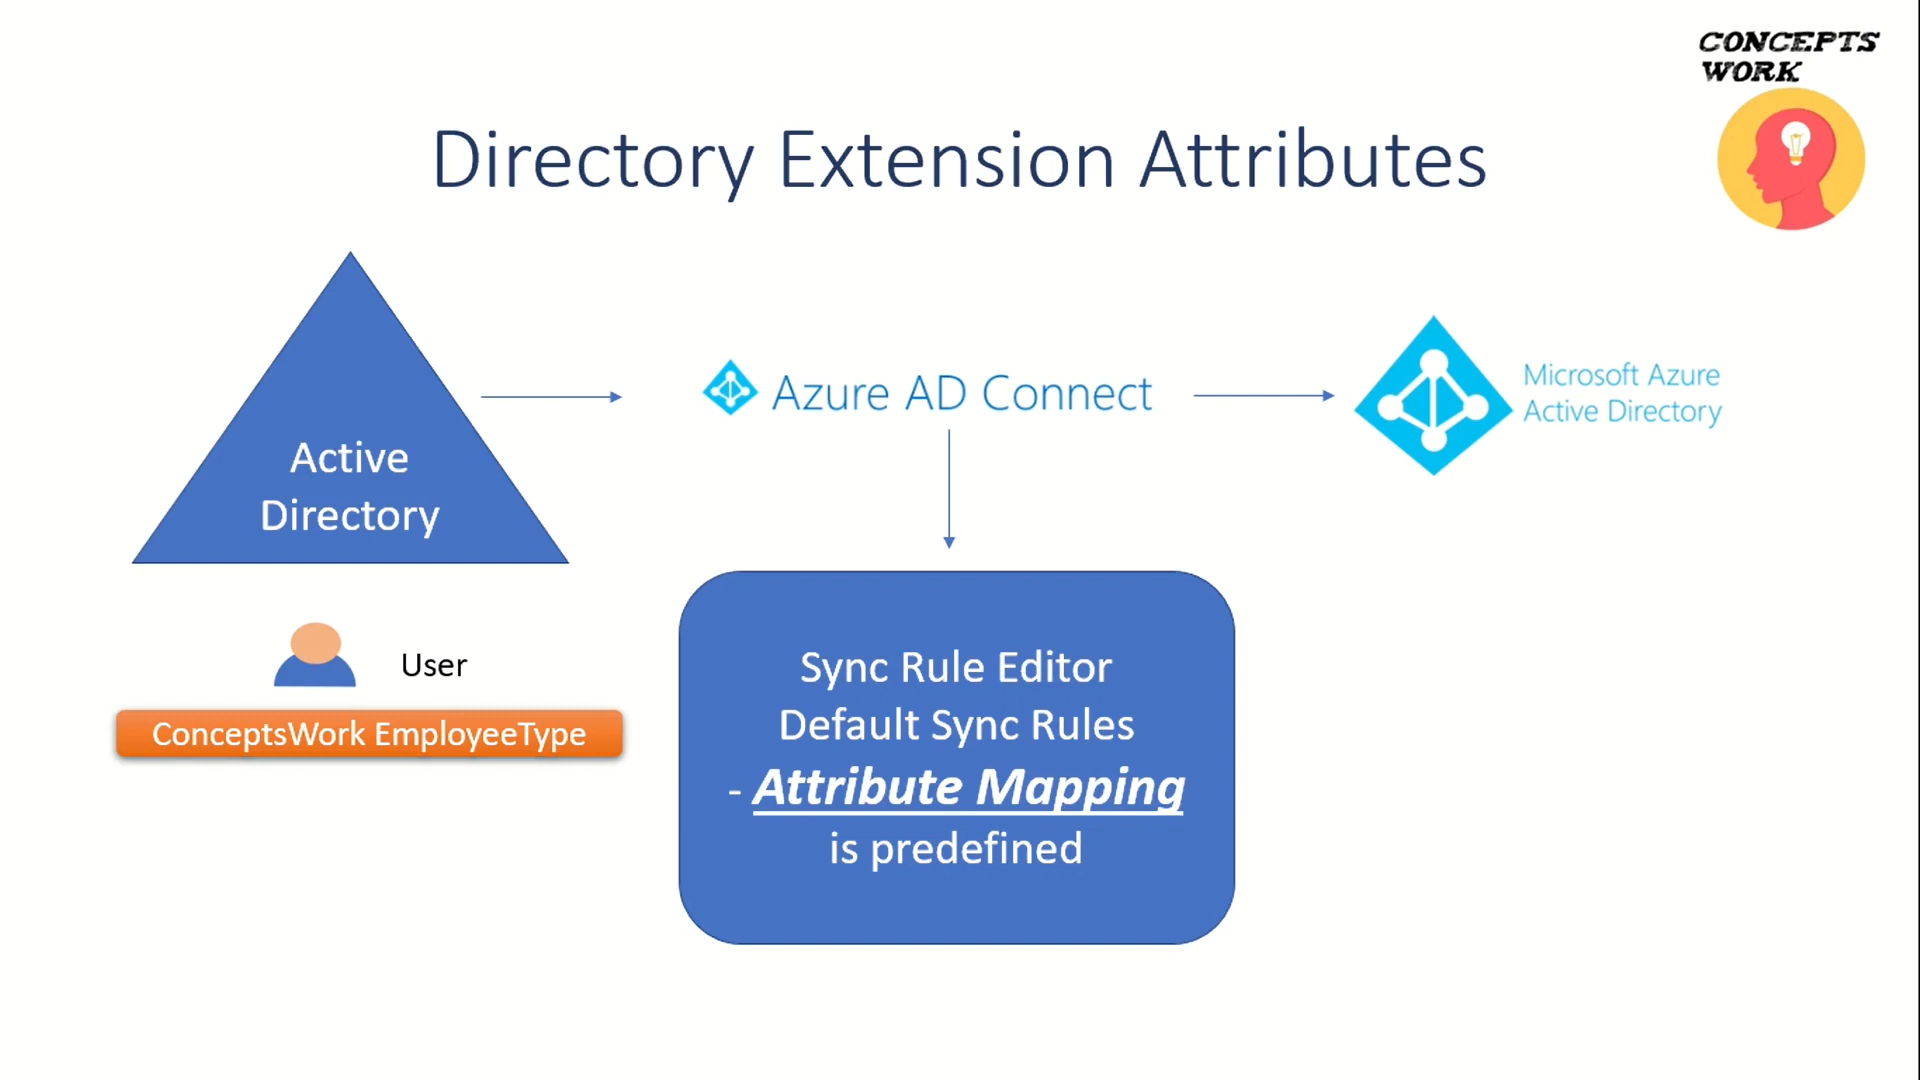 CONCEPTS
WORK
Directory Extension Attributes
Active
Directory
Azure AD Connect
Microsoft Azure
Active Directory
User
ConceptsWork EmployeeType
Sync Rule Editor
Default Sync Rules
- Attribute Mapping
is predefined